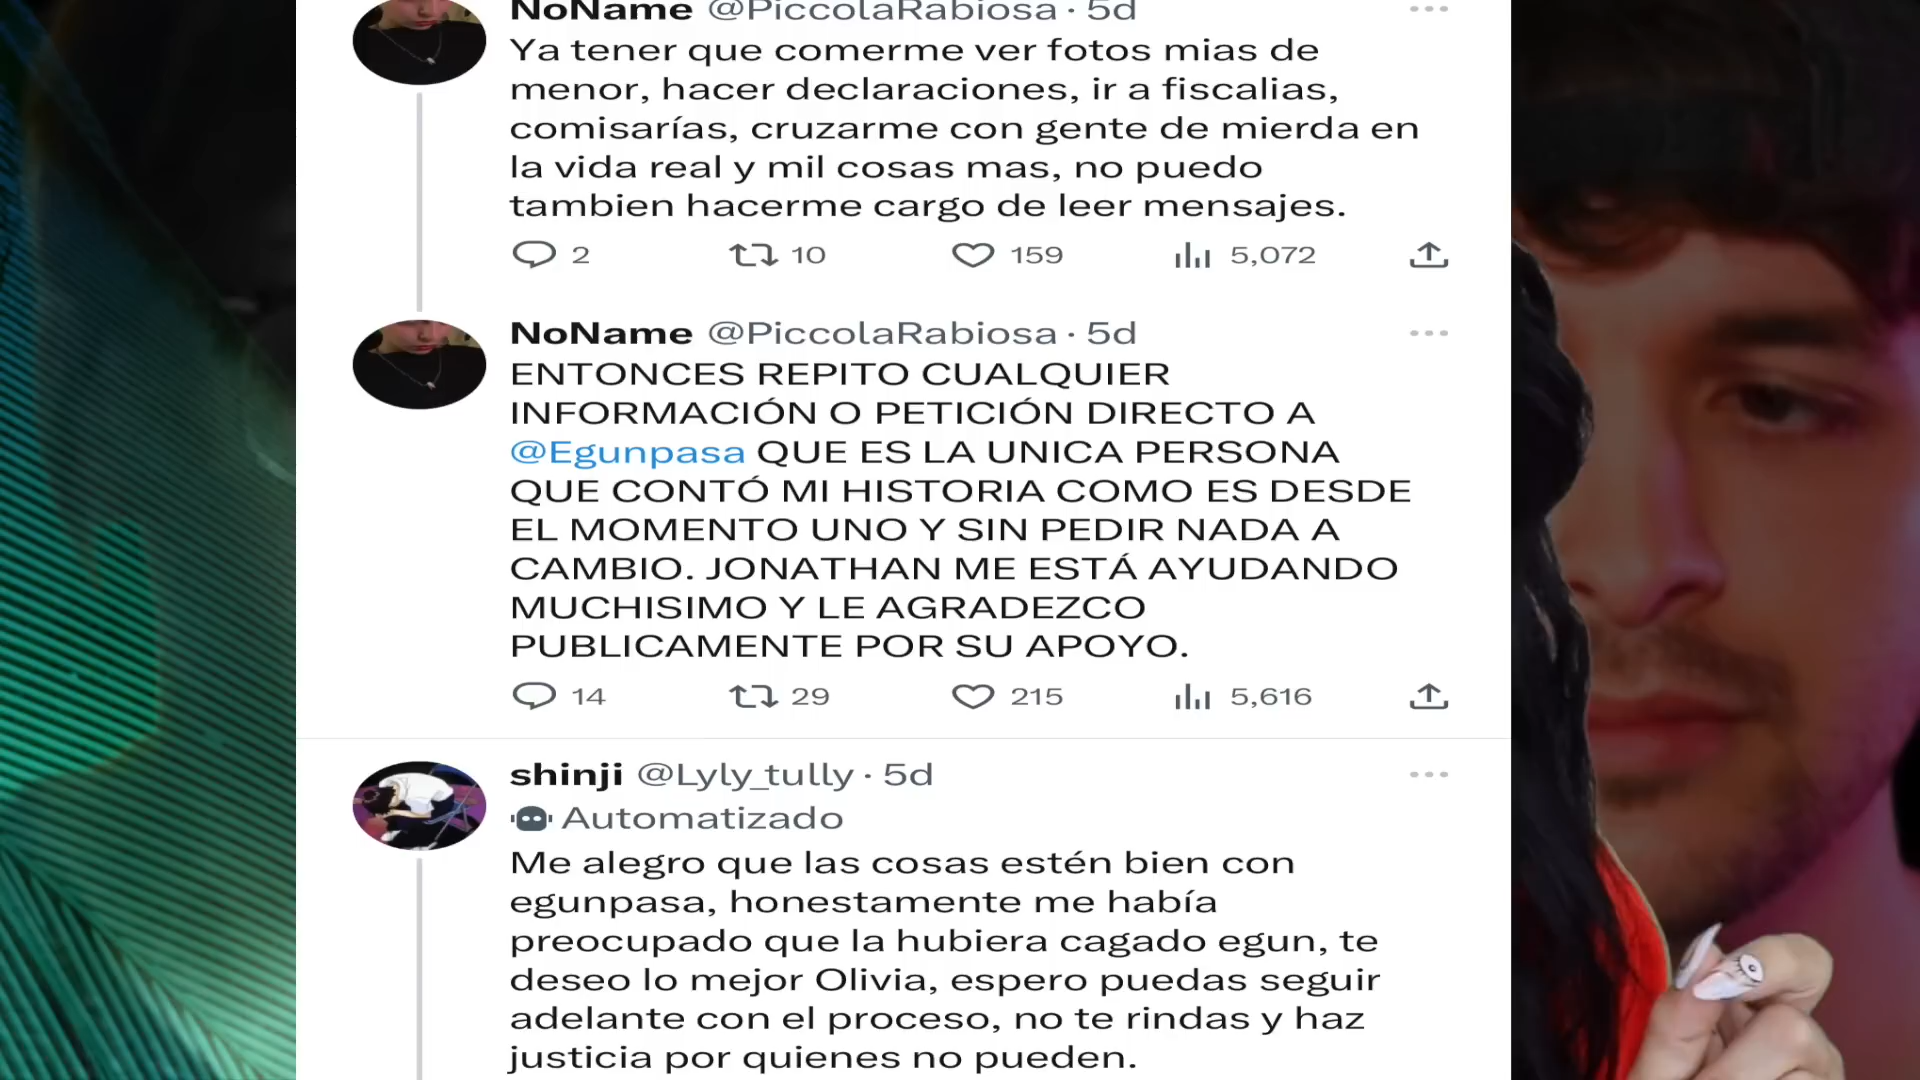 NoName @PiccolaRabiosa · 5d
Ya tener que comerme ver fotos mias de
menor, hacer declaraciones, ir a fiscalias,
comisarías, cruzarme con gente de mierda en
la vida real y mil cosas mas, no puedo
tambien hacerme cargo de leer mensajes.
2 10 159 5,072
NoName @PiccolaRabiosa · 5d
ENTONCES REPITO CUALQUIER
INFORMACIÓN O PETICIÓN DIRECTO A
@Egunpasa QUE ES LA UNICA PERSONA
QUE CONTÓ MI HISTORIA COMO ES DESDE
EL MOMENTO UNO Y SIN PEDIR NADA A
CAMBIO. JONATHAN ME ESTÁ AYUDANDO
MUCHISIMO Y LE AGRADEZCO
PUBLICAMENTE POR SU APOYO.
14 29 215 5,616
shinji @Lyly_tully · 5d
Automatizado
Me alegro que las cosas estén bien con
egunpasa, honestamente me había
preocupado que la hubiera cagado egun, te
deseo lo mejor Olivia, espero puedas seguir
adelante con el proceso, no te rindas y haz
justicia por quienes no pueden.